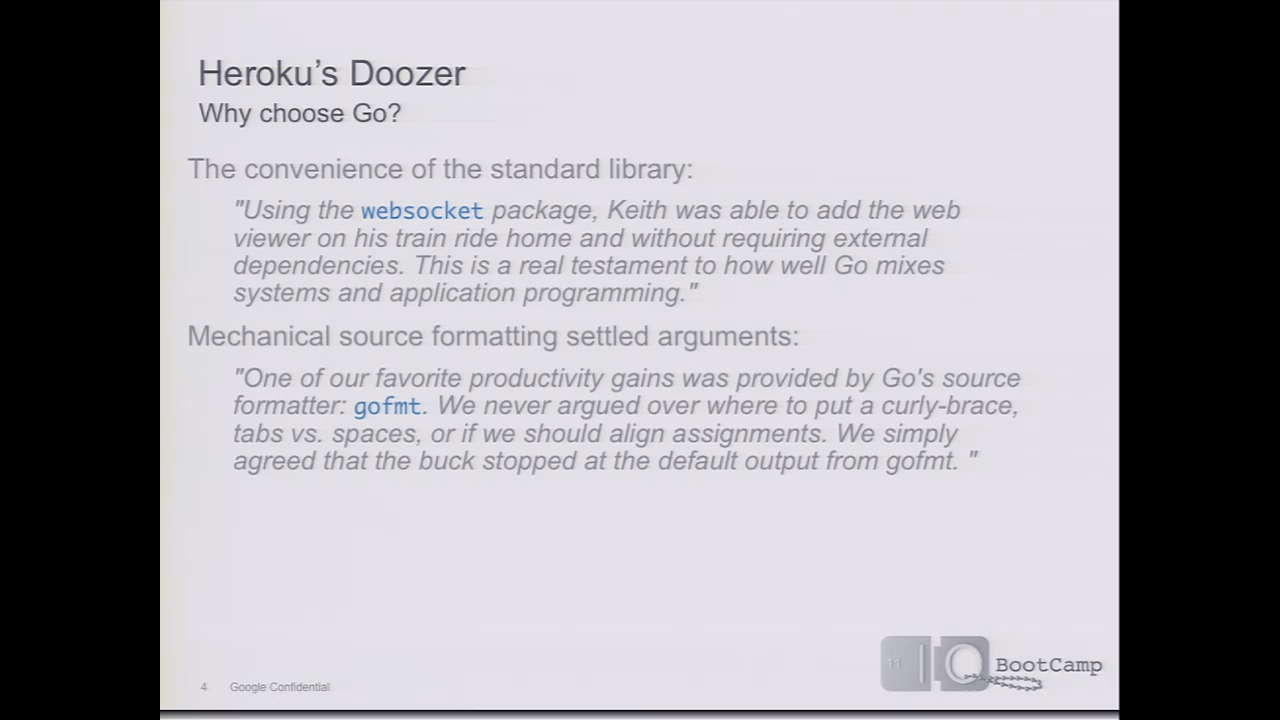 Heroku's Doozer
Why choose Go?
The convenience of the standard library:
"Using the websocket package, Keith was able to add the web
viewer on his train ride home and without requiring external
dependencies. This is a real testament to how well Go mixes
systems and application programming."
Mechanical source formatting settled arguments:
"One of our favorite productivity gains was provided by Go's source
formatter: gofmt. We never argued over where to put a curly-brace,
tabs vs. spaces, or if we should align assignments. We simply
agreed that the buck stopped at the default output from gofmt. "
11 IO BootCamp
4 Google Confidential